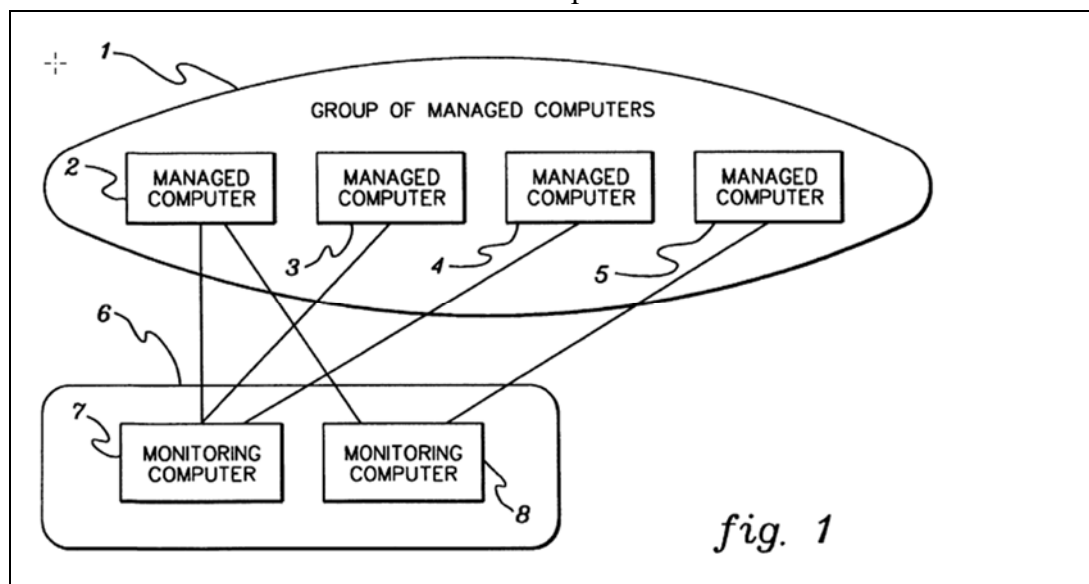 1
GROUP OF MANAGED COMPUTERS
2
MANAGED
COMPUTER
MANAGED
COMPUTER
MANAGED
COMPUTER
MANAGED
COMPUTER
3
4
5
6
7
MONITORING
COMPUTER
MONITORING
COMPUTER
8
fig. 1